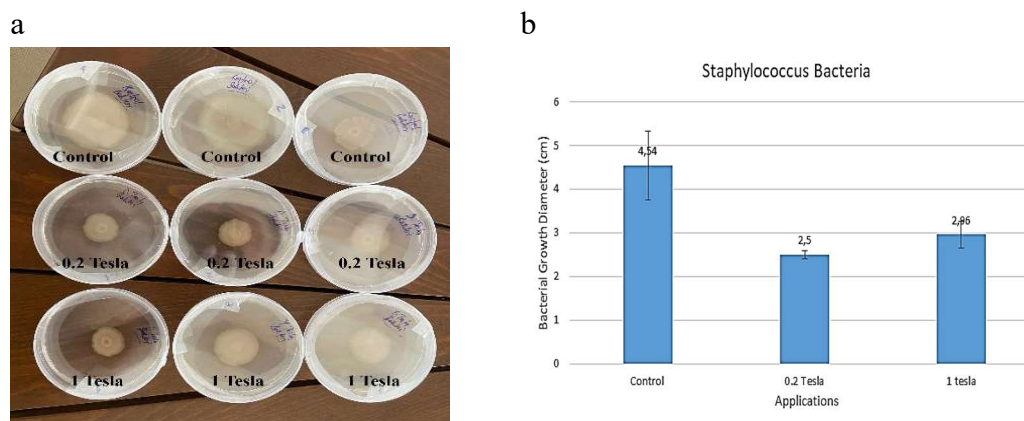 a
b
Control
Control
Control
0.2 Tesla
0.2 Tesla
0.2 Tesla
1 Tesla
1 Tesla
1 Tesla
Staphylococcus Bacteria
Bacterial Growth Diameter (cm)
6
5
4
3
2
1
0
4,54
2,5
2,96
Control
0.2 Tesla
1 tesla
Applications